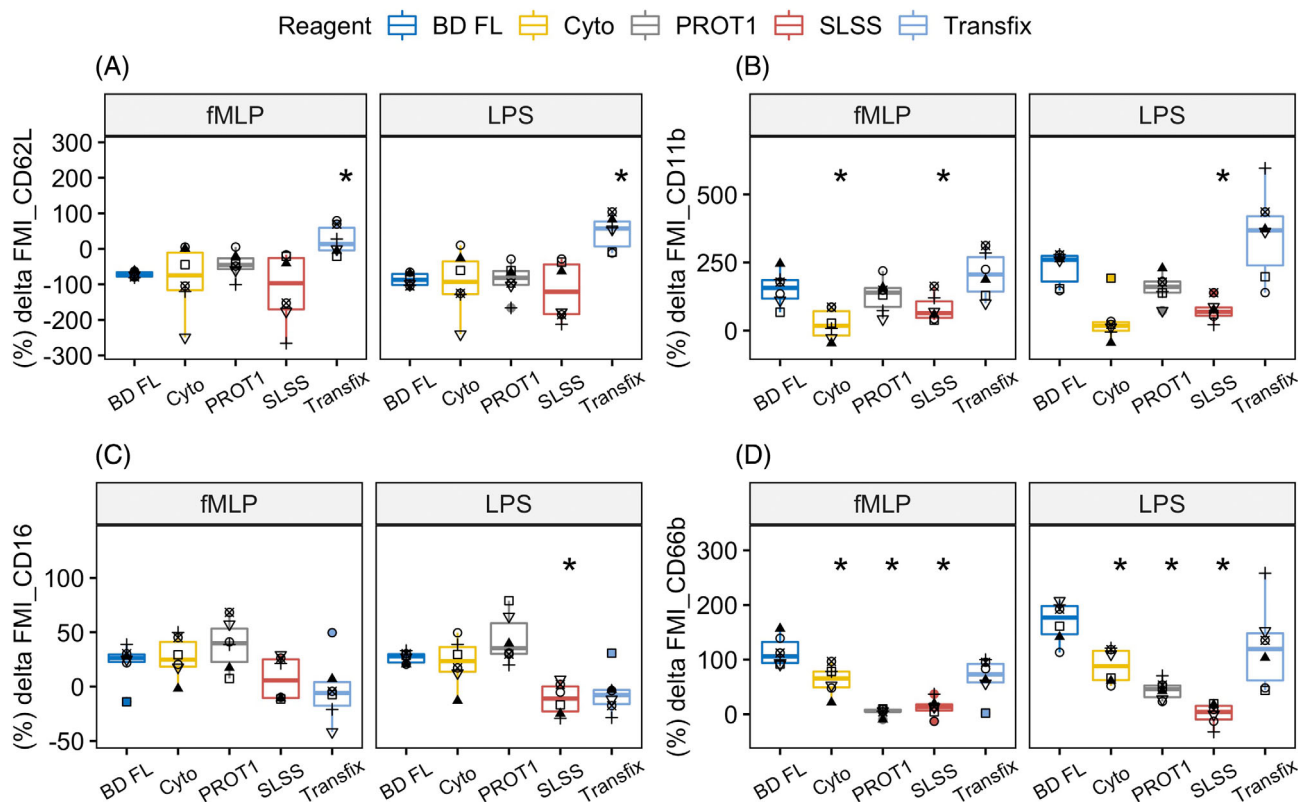 Reagent BD FL Cyto PROT1 SLSS Transfix
(A)
fMLP LPS
(%) delta FMI_CD62L
300
200
100
0
-100
-200
-300
* *
BD FL Cyto PROT1 SLSS Transfix BD FL Cyto PROT1 SLSS Transfix
(B)
fMLP LPS
(%) delta FMI_CD11b
500
250
0
* * *
BD FL Cyto PROT1 SLSS Transfix BD FL Cyto PROT1 SLSS Transfix
(C)
fMLP LPS
(%) delta FMI_CD16
100
50
0
-50
*
BD FL Cyto PROT1 SLSS Transfix BD FL Cyto PROT1 SLSS Transfix
(D)
fMLP LPS
(%) delta FMI_CD66b
300
200
100
0
* * * * * *
BD FL Cyto PROT1 SLSS Transfix BD FL Cyto PROT1 SLSS Transfix